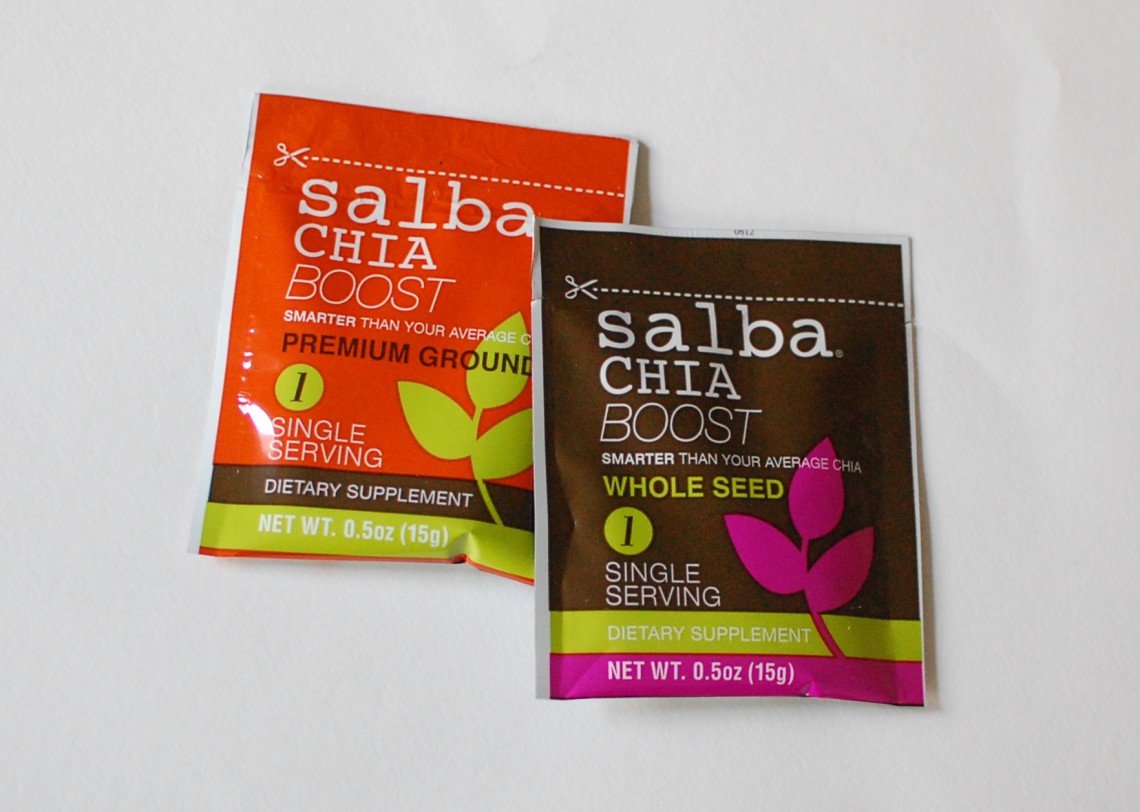 salba
CHIA
BOOST
SMARTER THAN YOUR AVERAGE C
PREMIUM GROUND
1
SINGLE
SERVING
DIETARY SUPPLEMENT
NET WT. 0.5oz (15g)
salba®
CHIA
BOOST
SMARTER THAN YOUR AVERAGE CHIA
WHOLE SEED
1
SINGLE
SERVING
DIETARY SUPPLEMENT
NET WT. 0.5oz (15g)